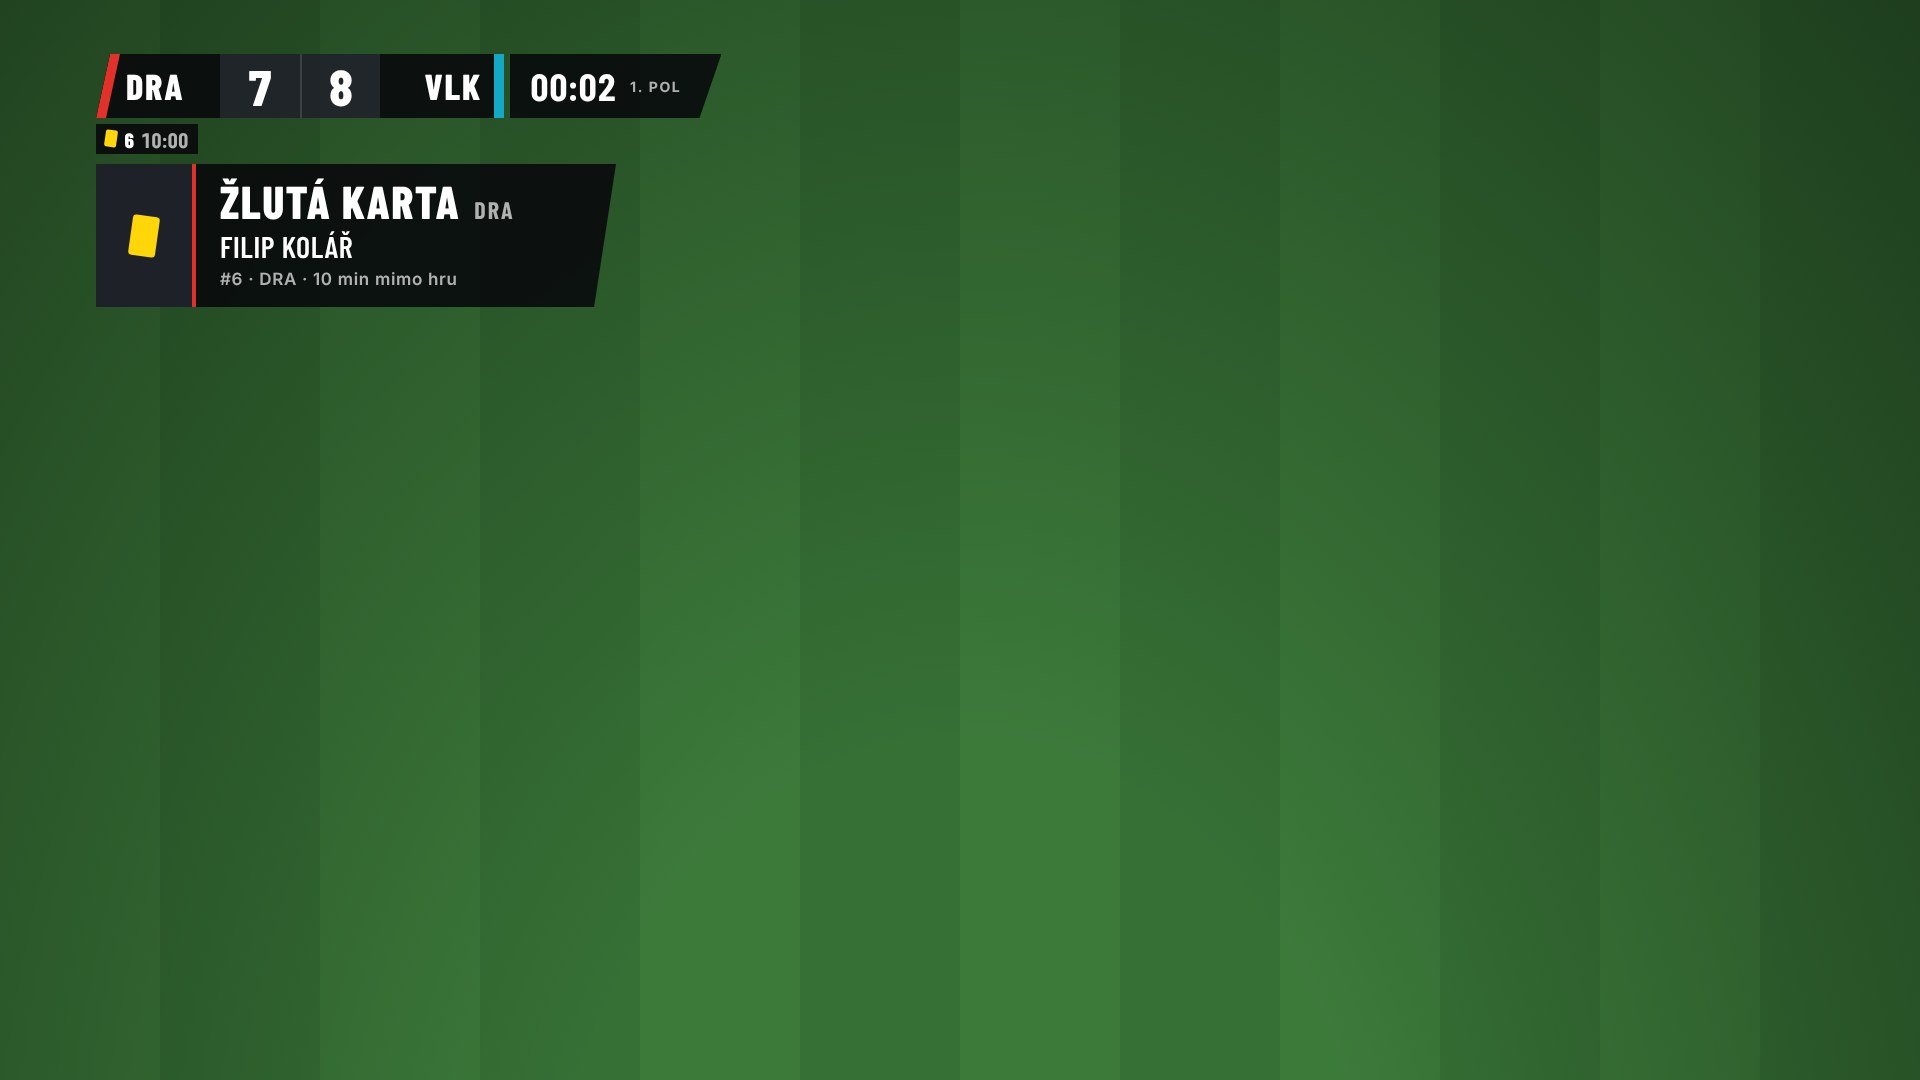 DRA 7 8 VLK 00:02 1. POL
6 10:00
ŽLUTÁ KARTA DRA
FILIP KOLÁŘ
#6 · DRA · 10 min mimo hru